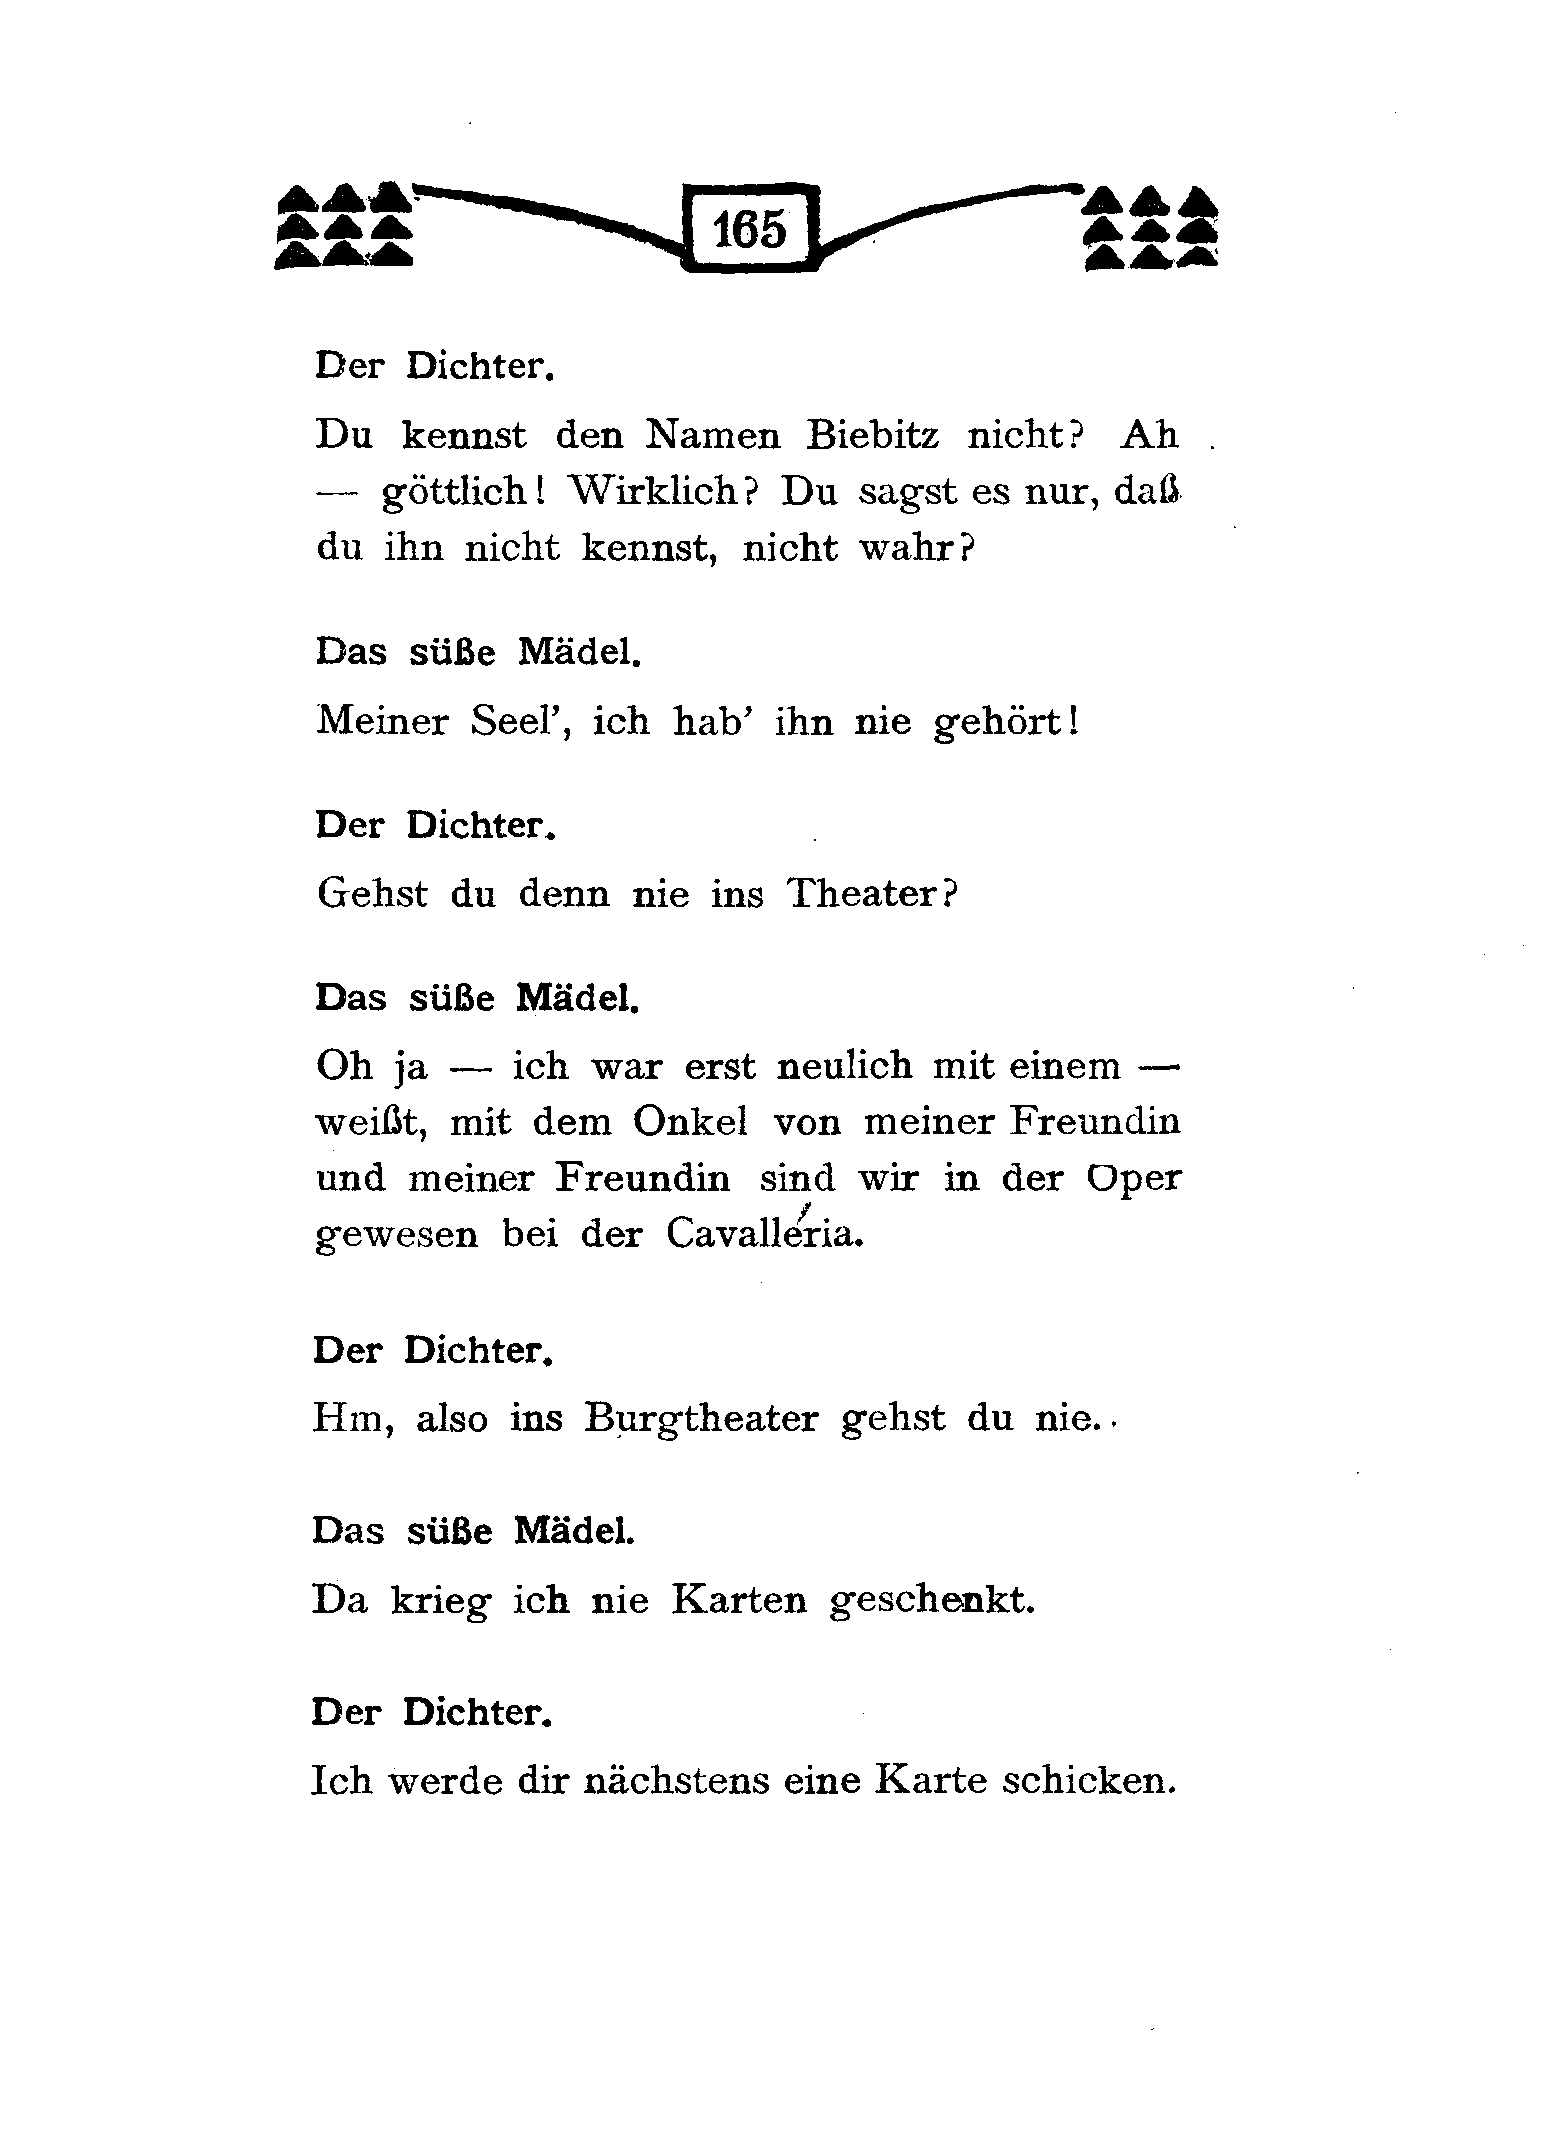 165
Der Dichter.
Du kennst den Namen Biebitz nicht? Ah
— göttlich! Wirklich? Du sagst es nur, daß
du ihn nicht kennst, nicht wahr?
Das süße Mädel.
Meiner Seel’, ich hab’ ihn nie gehört!
Der Dichter.
Gehst du denn nie ins Theater?
Das süße Mädel.
Oh ja — ich war erst neulich mit einem —
weißt, mit dem Onkel von meiner Freundin
und meiner Freundin sind wir in der Oper
gewesen bei der Cavalléria.
Der Dichter.
Hm, also ins Burgtheater gehst du nie..
Das süße Mädel.
Da krieg ich nie Karten geschenkt.
Der Dichter.
Ich werde dir nächstens eine Karte schicken.